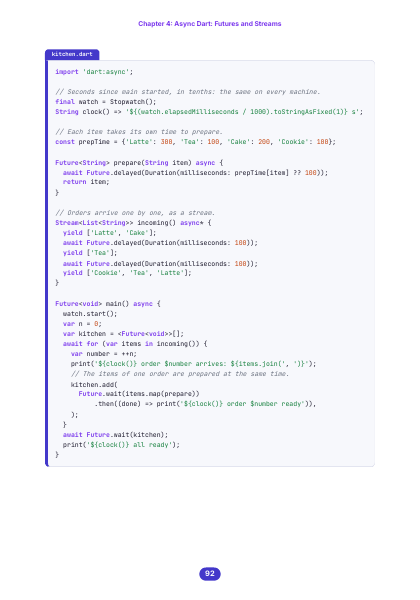 Chapter 4: Async Dart: Futures and Streams
kitchen.dart
import 'dart:async';

// Seconds since main started, in tenths: the same on every machine.
final watch = Stopwatch();
String clock() => '${(watch.elapsedMilliseconds / 1000).toStringAsFixed(1)} s';

// Each item takes its own time to prepare.
const prepTime = {'Latte': 300, 'Tea': 100, 'Cake': 200, 'Cookie': 100};

Future<String> prepare(String item) async {
  await Future.delayed(Duration(milliseconds: prepTime[item] ?? 100));
  return item;
}

// Orders arrive one by one, as a stream.
Stream<List<String>> incoming() async* {
  yield ['Latte', 'Cake'];
  await Future.delayed(Duration(milliseconds: 100));
  yield ['Tea'];
  await Future.delayed(Duration(milliseconds: 100));
  yield ['Cookie', 'Tea', 'Latte'];
}

Future<void> main() async {
  watch.start();
  var n = 0;
  var kitchen = <Future<void>>[];
  await for (var items in incoming()) {
    var number = ++n;
    print('${clock()} order $number arrives: ${items.join(', ')}');
    // The items of one order are prepared at the same time.
    kitchen.add(
      Future.wait(items.map(prepare))
          .then((done) => print('${clock()} order $number ready')),
    );
  }
  await Future.wait(kitchen);
  print('${clock()} all ready');
}
92